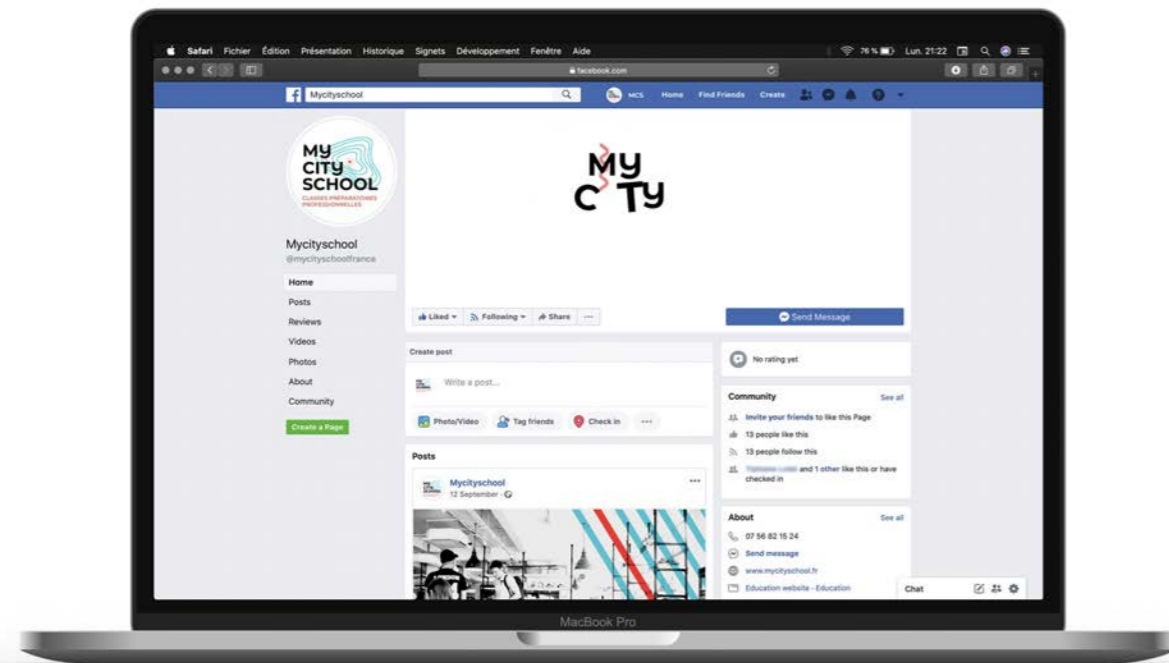 Safari Fichier Édition Présentation Historique Signets Développement Fenêtre Aide
76 % Lun. 21:22
facebook.com
Mycityschool
MCS Home Find Friends Create
MY
CITY
SCHOOL
CLASSES PRÉPARATOIRES
PROFESSIONNELLES
MY
C TY
Mycityschool
@mycityschoolfrance
Home
Posts
Reviews
Videos
Photos
About
Community
Create a Page
Liked Following Share ...
Send Message
Create post
Write a post...
Photo/Video Tag friends Check in ...
Posts
Mycityschool
12 September
No rating yet
Community See all
Invite your friends to like this Page
13 people like this
13 people follow this
and 1 other like this or have
checked in
About See all
07 56 82 15 24
Send message
www.mycityschool.fr
Education website - Education
Chat
MacBook Pro